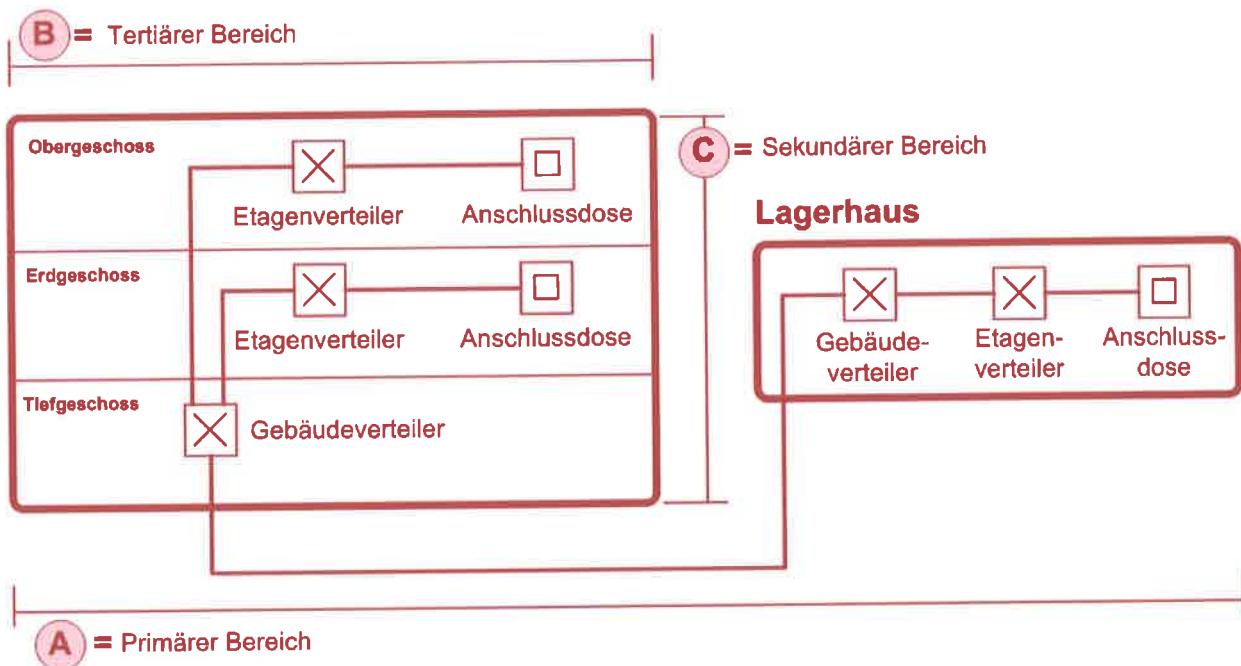 B = Tertiärer Bereich
Obergeschoss
Etagenverteiler
Anschlussdose
C = Sekundärer Bereich
Lagerhaus
Erdgeschoss
Etagenverteiler
Anschlussdose
Gebäude-
verteiler
Etagen-
verteiler
Anschluss-
dose
Tiefgeschoss
Gebäudeverteiler
A = Primärer Bereich